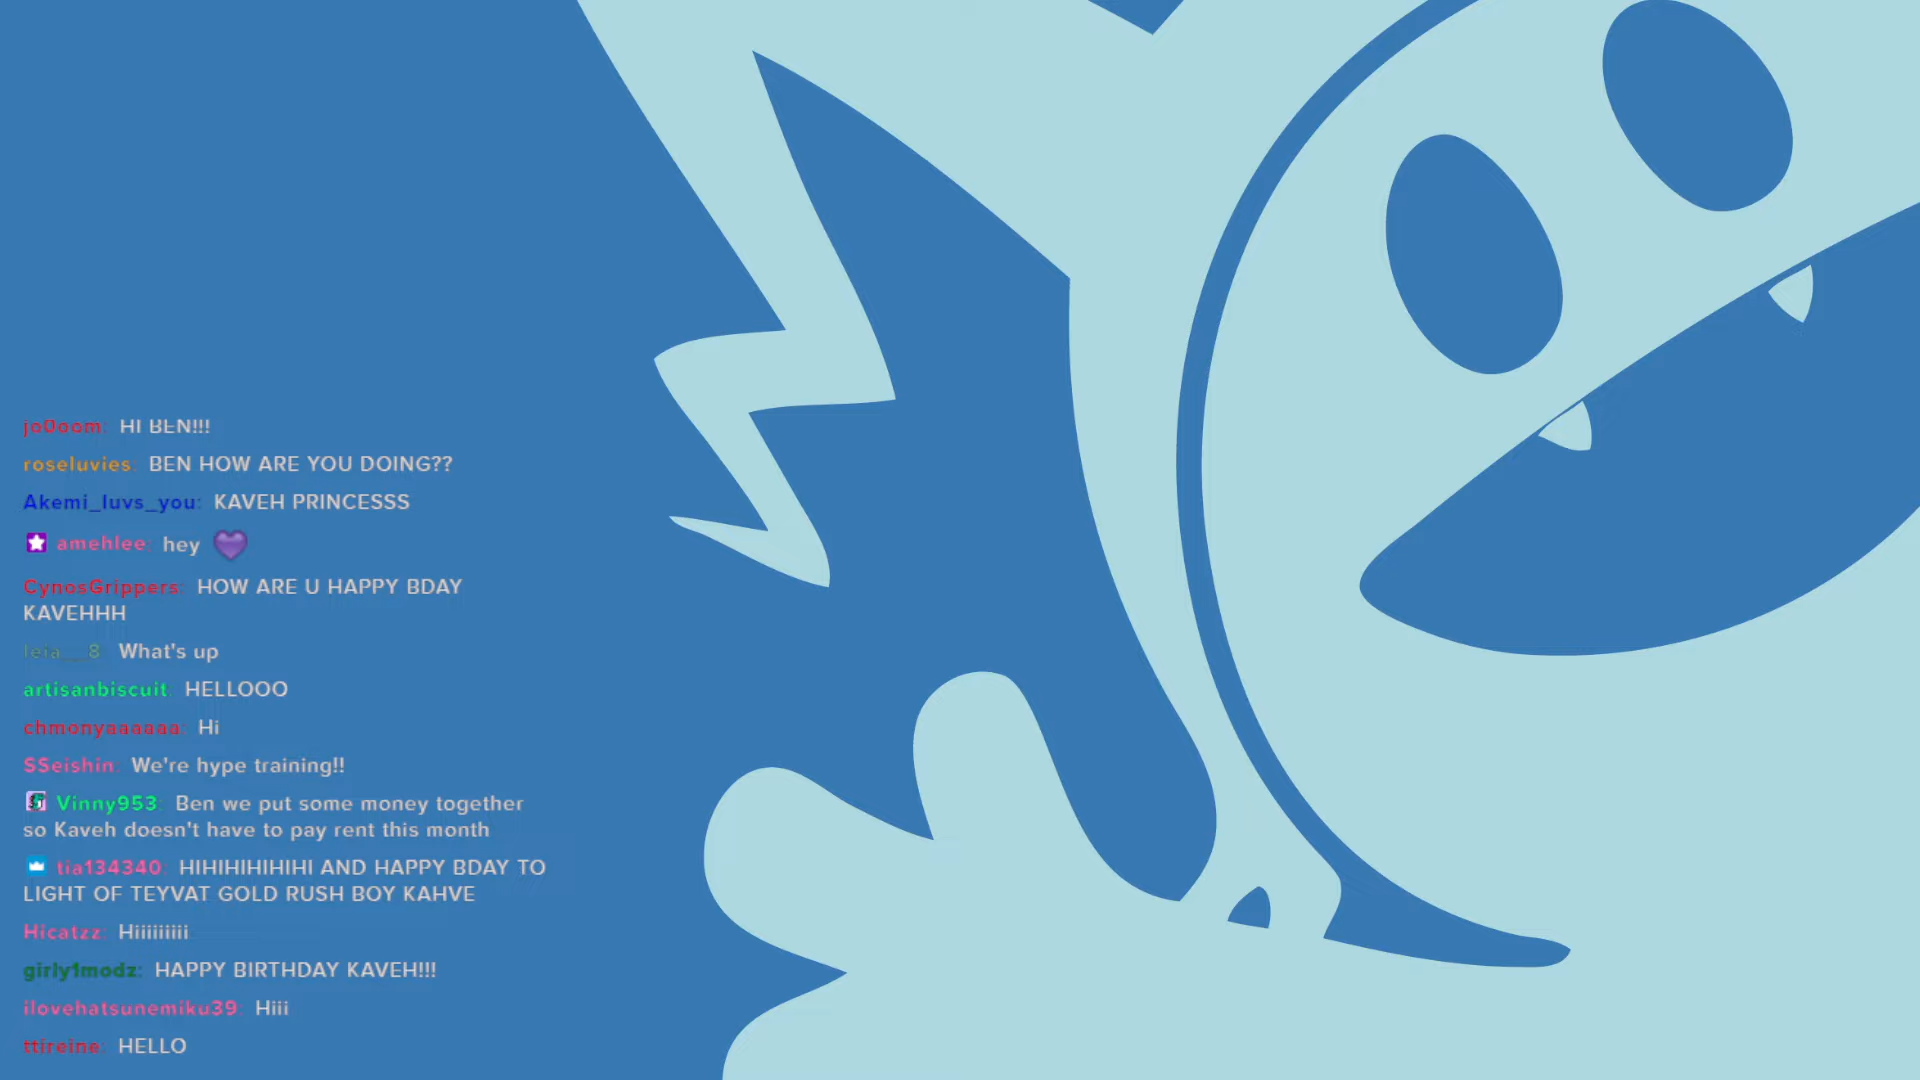 joDoom: HI BEN!!!
roseluvies: BEN HOW ARE YOU DOING??
Akemi_luvs_you: KAVEH PRINCESSS
amehlee: hey
CynosGrippers: HOW ARE U HAPPY BDAY
KAVEHHH
leia__8: What's up
artisanbiscuit: HELLOOO
chmonyaaaaaa: Hi
SSeishin: We're hype training!!
Vinny953: Ben we put some money together
so Kaveh doesn't have to pay rent this month
tia134340: HIHIHIHIHIHI AND HAPPY BDAY TO
LIGHT OF TEYVAT GOLD RUSH BOY KAHVE
Hicatzz: Hiiiiiiiii
girly1modz: HAPPY BIRTHDAY KAVEH!!!
ilovehatsunemiku39: Hiii
ttireina: HELLO